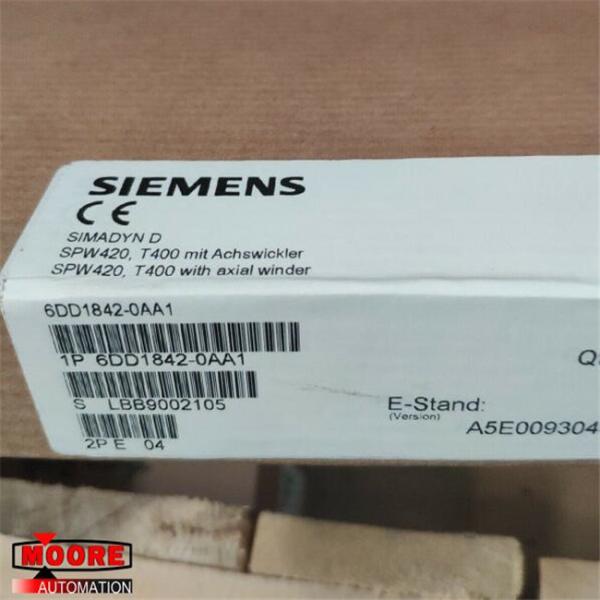 SIEMENS
CE
SIMADYN D
SPW420, T400 mit Achswickler
SPW420, T400 with axial winder
6DD1842-0AA1
1P 6DD1842-0AA1
S LBB9002105
2P E 04
E-Stand:
(Version)
A5E009304
MOORE
AUTOMATION